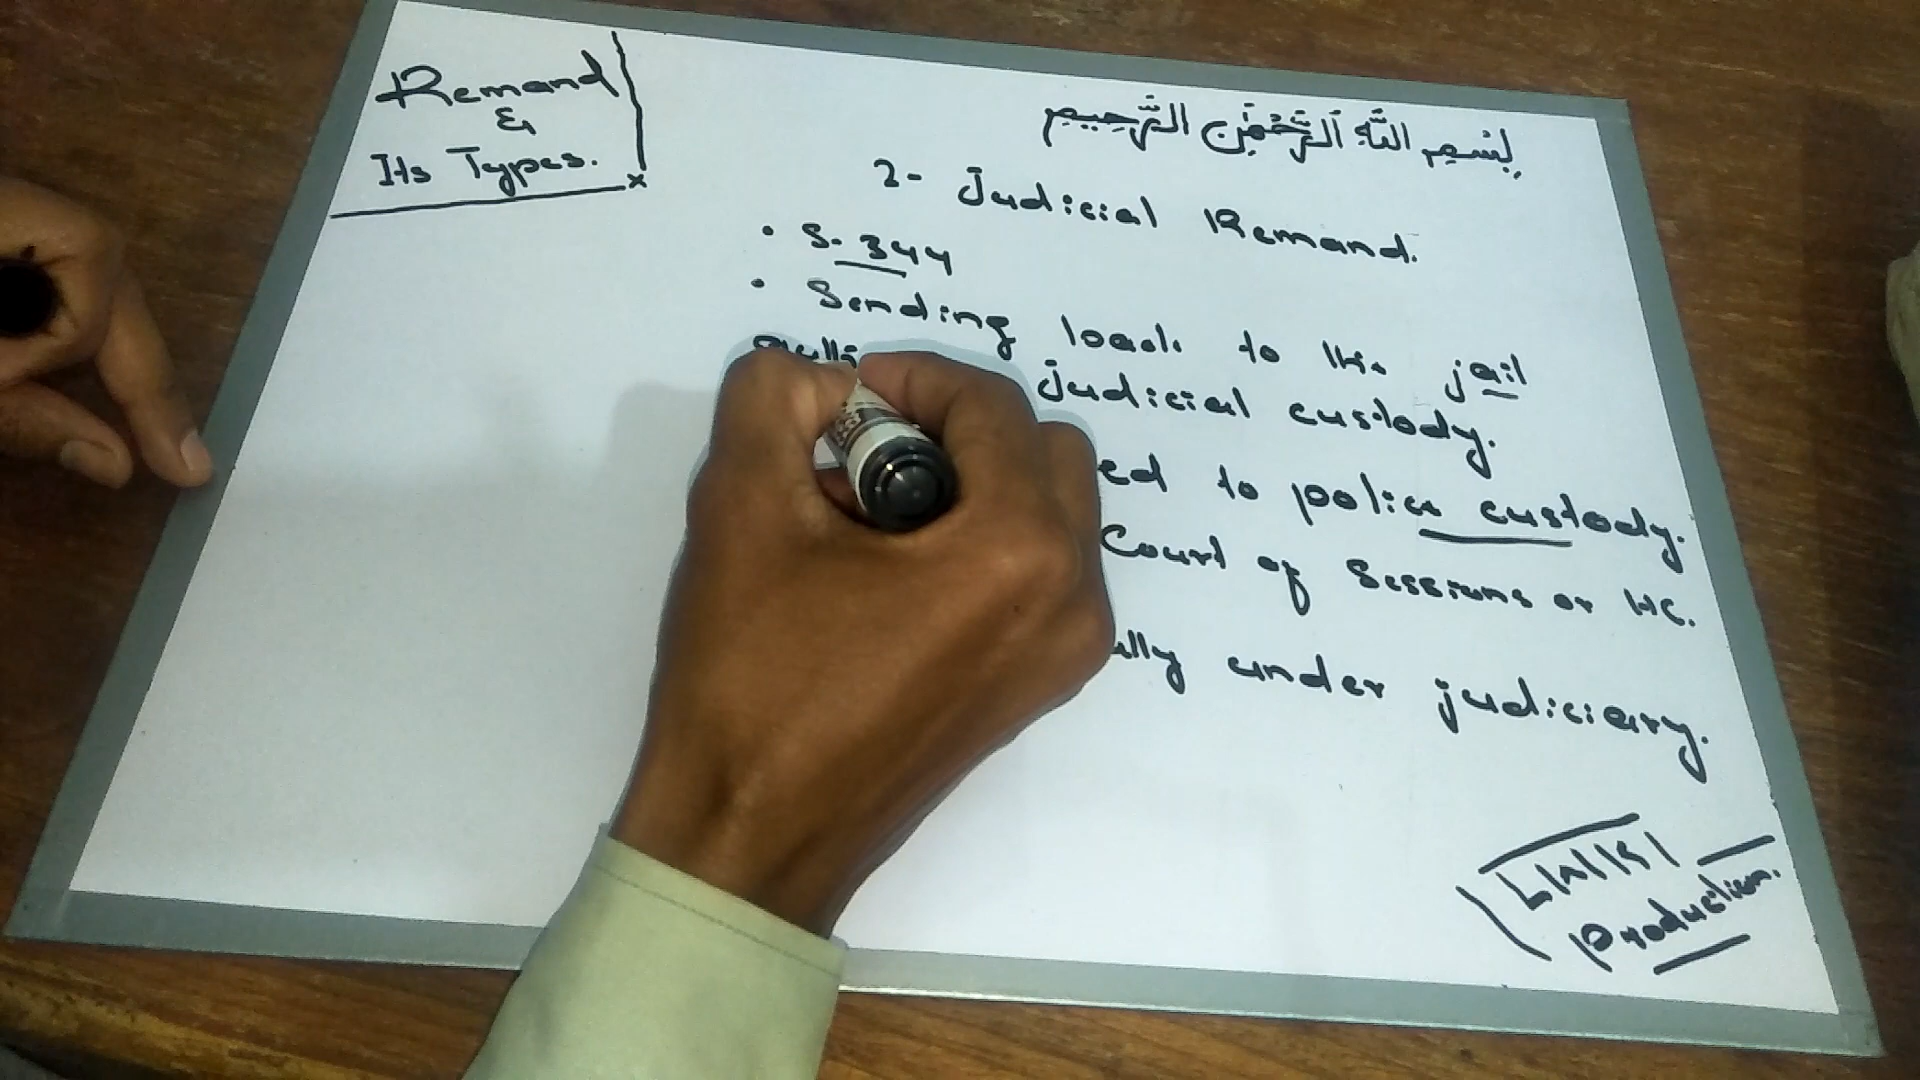 Remand
&
Its Types.
بِسْمِ اللَّهِ الرَّحْمَٰنِ الرَّحِيمِ
2- Judicial Remand.
• S. 344
• Sending back to the jail
judicial custody.
ed to police custody.
Court of Sessions or HC.
ally under judiciary.
Production.